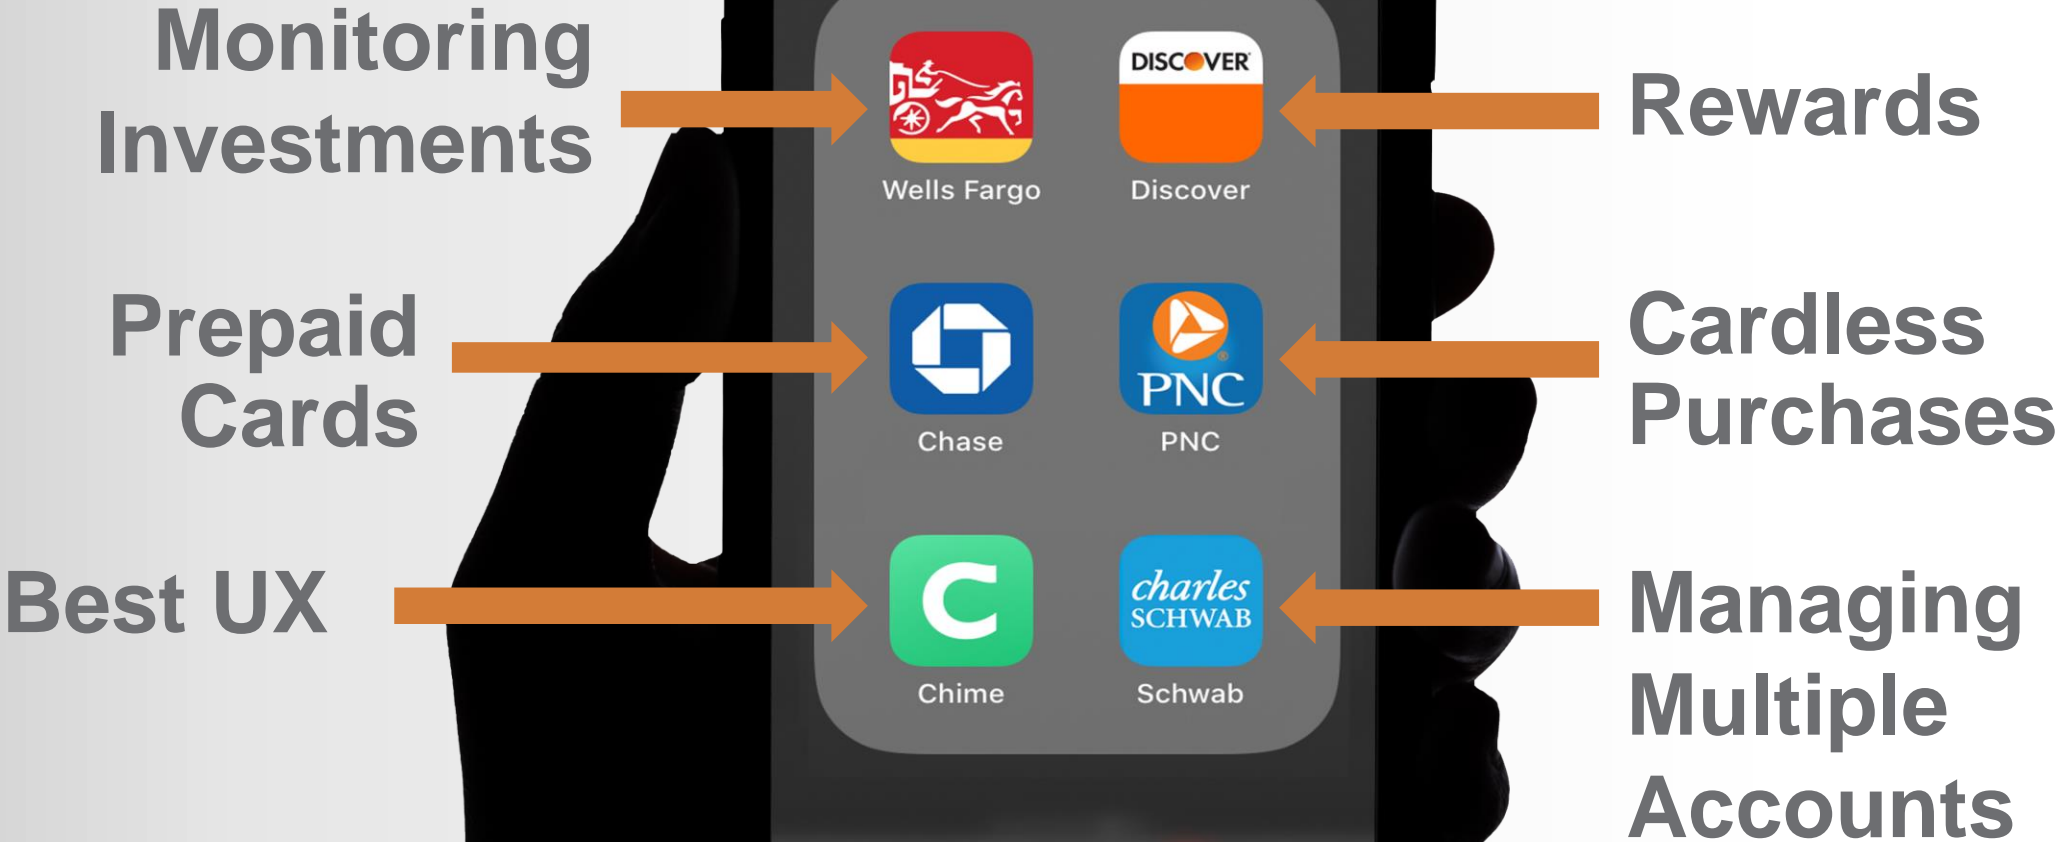 Monitoring
Investments
DISCOVER
Rewards
Wells Fargo
Discover
Prepaid
Cards
PNC
Cardless
Purchases
Chase
PNC
Best UX
C
charles
SCHWAB
Managing
Multiple
Accounts
Chime
Schwab